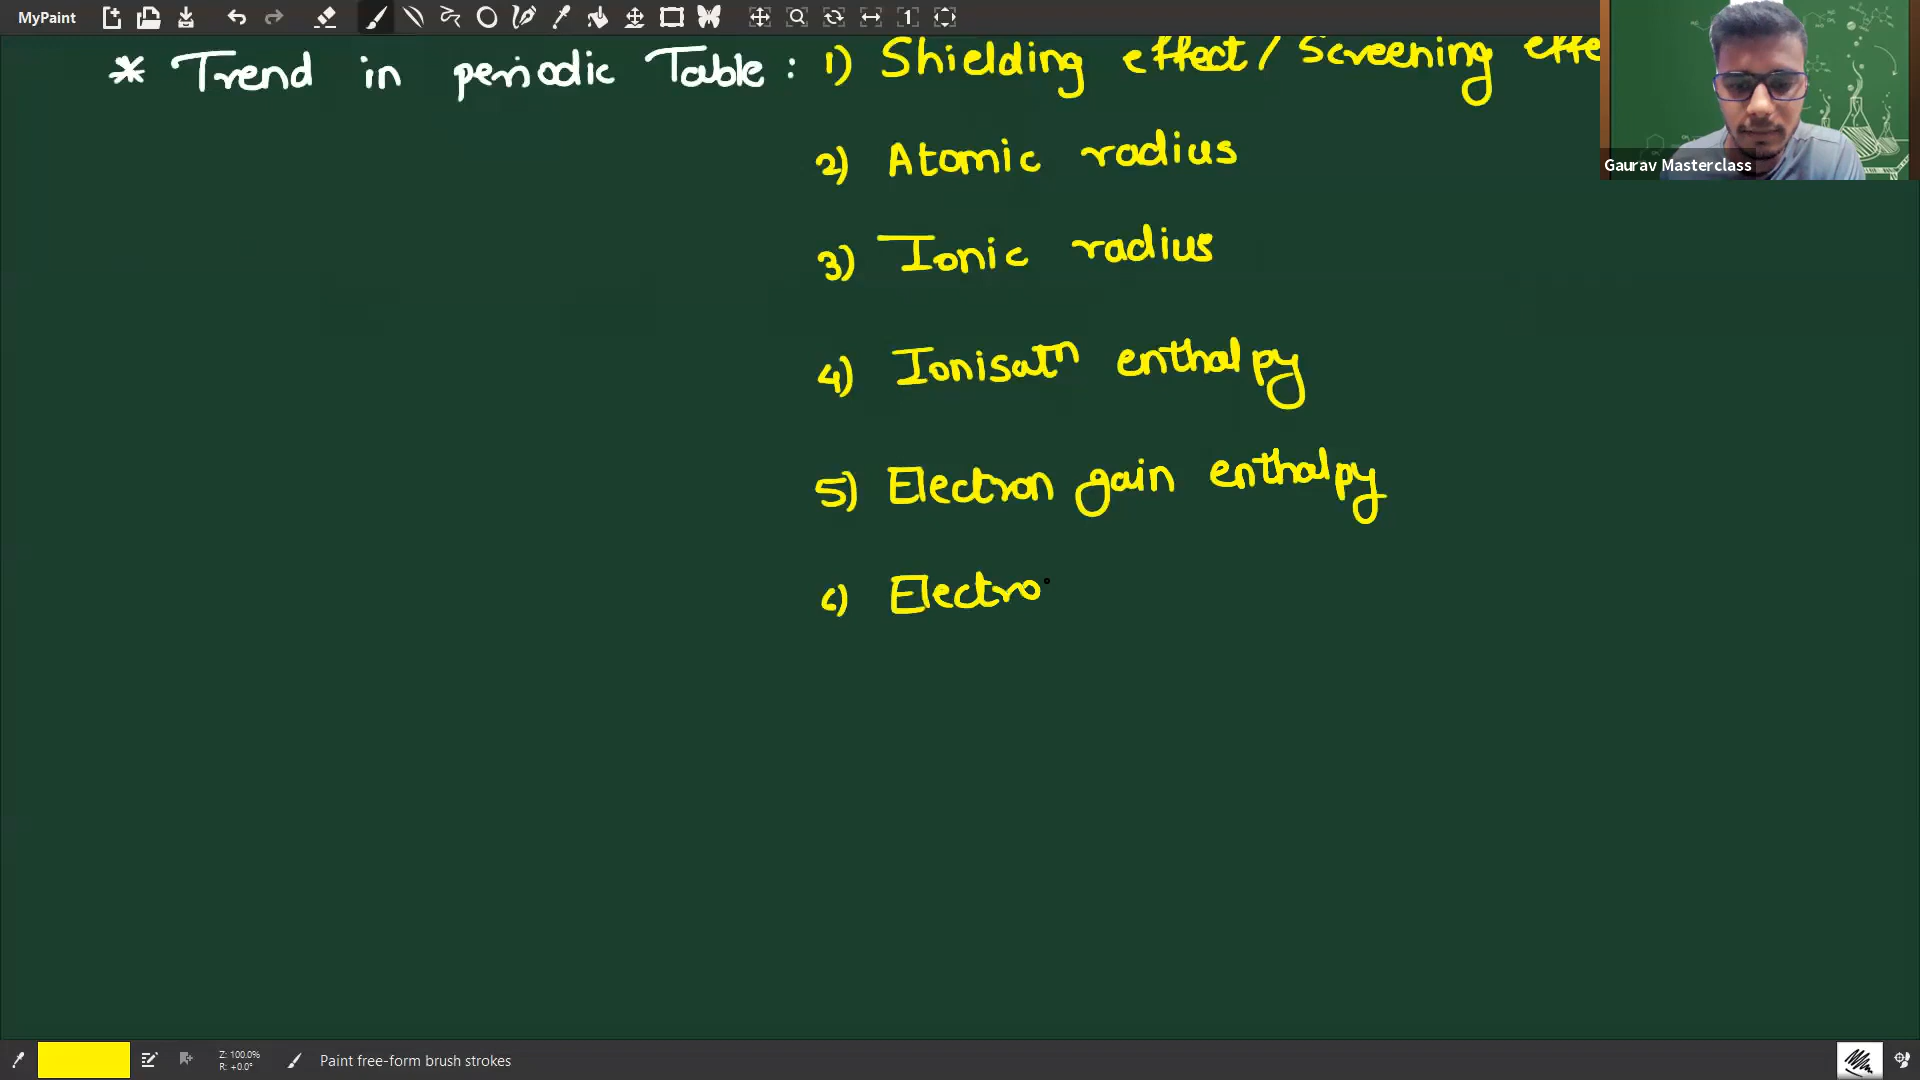 MyPaint
* Trend in periodic Table : 1) Shielding effect / Screening effe
Gaurav Masterclass
2) Atomic radius
3) Ionic radius
4) Ionisatⁿ enthalpy
5) Electron gain enthalpy
6) Electro
Z: 100.0%
R: +0.0°
Paint free-form brush strokes